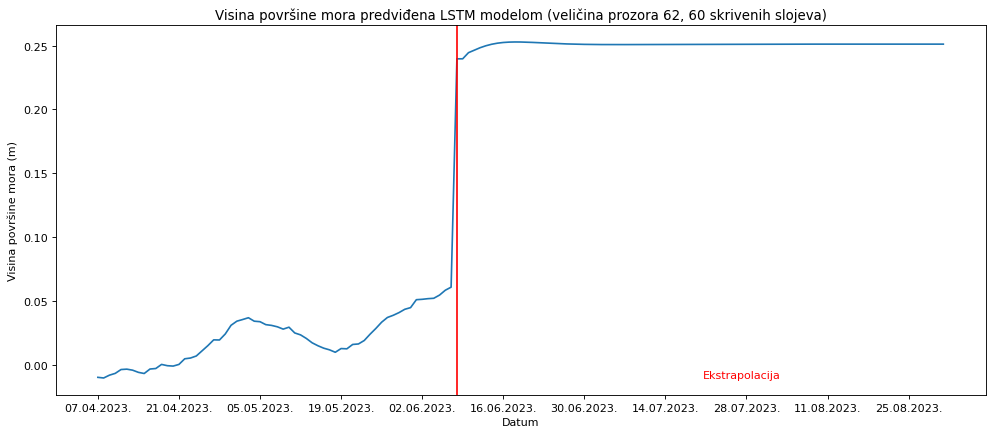 Visina površine mora predviđena LSTM modelom (veličina prozora 62, 60 skrivenih slojeva)
Visina površine mora (m)
0.25
0.20
0.15
0.10
0.05
0.00
Ekstrapolacija
07.04.2023. 21.04.2023. 05.05.2023. 19.05.2023. 02.06.2023. 16.06.2023. 30.06.2023. 14.07.2023. 28.07.2023. 11.08.2023. 25.08.2023.
Datum